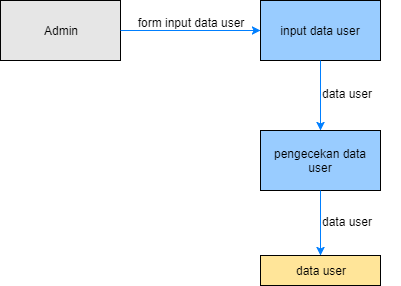 Admin
form input data user
input data user
data user
pengecekan data
user
data user
data user